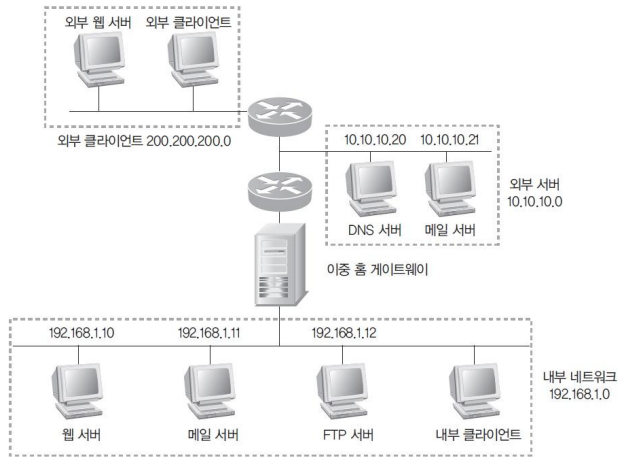 외부 웹 서버 외부 클라이언트
외부 클라이언트 200.200.200.0
10.10.10.20 10.10.10.21
DNS 서버 메일 서버
외부 서버
10.10.10.0
이중 홈 게이트웨이
192.168.1.10 192.168.1.11 192.168.1.12
웹 서버 메일 서버 FTP 서버 내부 클라이언트
내부 네트워크
192.168.1.0